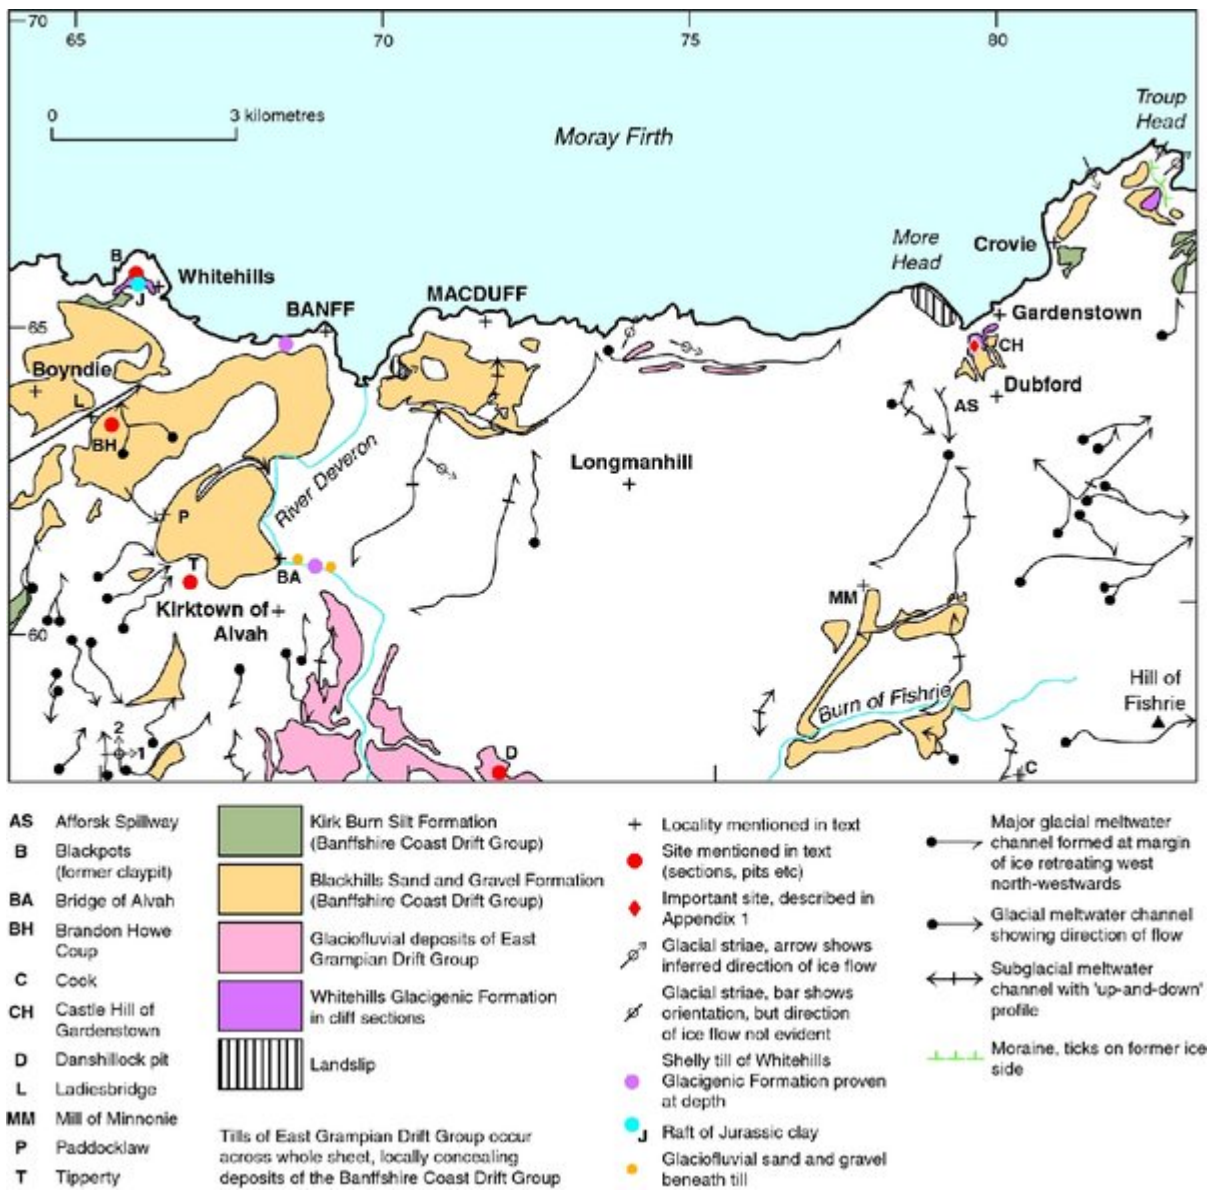 70
65
70
75
80
0
3 kilometres
Moray Firth
Troup
Head
More
Head
Crovie
B
Whitehills
J
BANFF
MACDUFF
Gardenstown
65
CH
Boyndie
Dubford
L
AS
BH
River Deveron
Longmanhill
P
BA
T
MM
Kirktown of
Alvah
60
Burn of Fishrie
Hill of
Fishrie
2
1
D
C
AS Afforsk Spillway
B Blackpots
(former claypit)
BA Bridge of Alvah
BH Brandon Howe
Coup
C Cook
CH Castle Hill of
Gardenstown
D Danshillock pit
L Ladiesbridge
MM Mill of Minnonie
P Paddocklaw
T Tipperty
Kirk Burn Silt Formation
(Banffshire Coast Drift Group)
Blackhills Sand and Gravel Formation
(Banffshire Coast Drift Group)
Glaciofluvial deposits of East
Grampian Drift Group
Whitehills Glacigenic Formation
in cliff sections
Landslip
Tills of East Grampian Drift Group occur
across whole sheet, locally concealing
deposits of the Banffshire Coast Drift Group
Locality mentioned in text
Site mentioned in text
(sections, pits etc)
Important site, described in
Appendix 1
Glacial striae, arrow shows
inferred direction of ice flow
Glacial striae, bar shows
orientation, but direction
of ice flow not evident
Shelly till of Whitehills
Glacigenic Formation proven
at depth
J Raft of Jurassic clay
Glaciofluvial sand and gravel
beneath till
Major glacial meltwater
channel formed at margin
of ice retreating west
north-westwards
Glacial meltwater channel
showing direction of flow
Subglacial meltwater
channel with 'up-and-down'
profile
Moraine, ticks on former ice
side